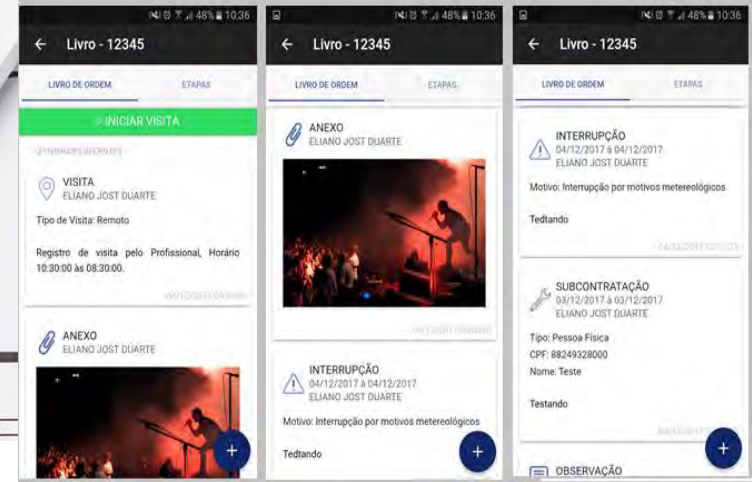 48% 10:36
Livro - 12345
LIVRO DE ORDEM ETAPAS
INICIAR VISITA
ATIVIDADES RECENTES
VISITA
ELIANO JOST DUARTE
Tipo de Visita: Remoto
Registro de visita pelo Profissional, Horário
10:30:00 às 08:30:00.
ANEXO
ELIANO JOST DUARTE
48% 10:36
Livro - 12345
LIVRO DE ORDEM ETAPAS
ANEXO
ELIANO JOST DUARTE
INTERRUPÇÃO
04/12/2017 à 04/12/2017
ELIANO JOST DUARTE
Motivo: Interrupção por motivos metereológicos
Tedtando
48% 10:36
Livro - 12345
LIVRO DE ORDEM ETAPAS
INTERRUPÇÃO
04/12/2017 à 04/12/2017
ELIANO JOST DUARTE
Motivo: Interrupção por motivos metereológicos
Tedtando
SUBCONTRATAÇÃO
03/12/2017 à 03/12/2017
ELIANO JOST DUARTE
Tipo: Pessoa Física
CPF: 88249328000
Nome: Teste
Testando
OBSERVAÇÃO